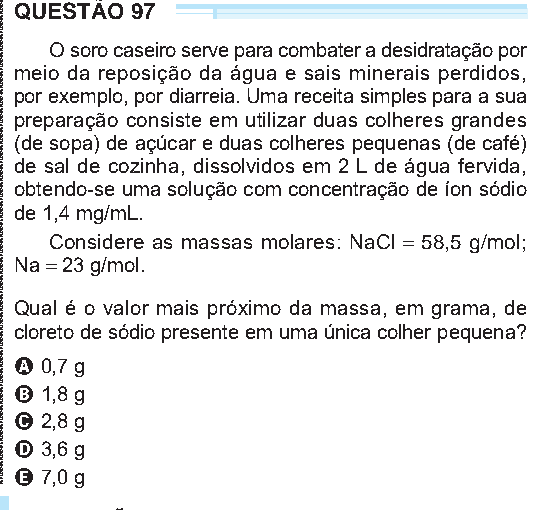 QUESTÃO 97
O soro caseiro serve para combater a desidratação por
meio da reposição da água e sais minerais perdidos,
por exemplo, por diarreia. Uma receita simples para a sua
preparação consiste em utilizar duas colheres grandes
(de sopa) de açúcar e duas colheres pequenas (de café)
de sal de cozinha, dissolvidos em 2 L de água fervida,
obtendo-se uma solução com concentração de íon sódio
de 1,4 mg/mL.
Considere as massas molares: NaCl = 58,5 g/mol;
Na = 23 g/mol.
Qual é o valor mais próximo da massa, em grama, de
cloreto de sódio presente em uma única colher pequena?
A 0,7 g
B 1,8 g
C 2,8 g
D 3,6 g
E 7,0 g